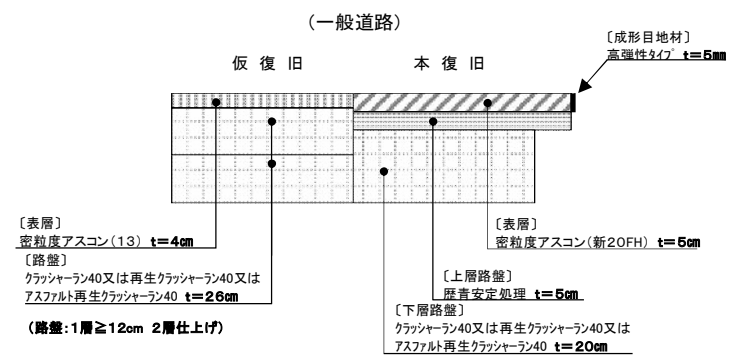 (一般道路)
〔成形目地材〕
高弾性タイプ t=5mm
仮 復 旧
本 復 旧
〔表層〕
密粒度アスコン(13) t=4cm
〔路盤〕
クラッシャーラン40又は再生クラッシャーラン40又は
アスファルト再生クラッシャーラン40 t=26cm
(路盤:1層≧12cm 2層仕上げ)
〔表層〕
密粒度アスコン(新20FH) t=5cm
〔上層路盤〕
歴青安定処理 t=5cm
〔下層路盤〕
クラッシャーラン40又は再生クラッシャーラン40又は
アスファルト再生クラッシャーラン40 t=20cm